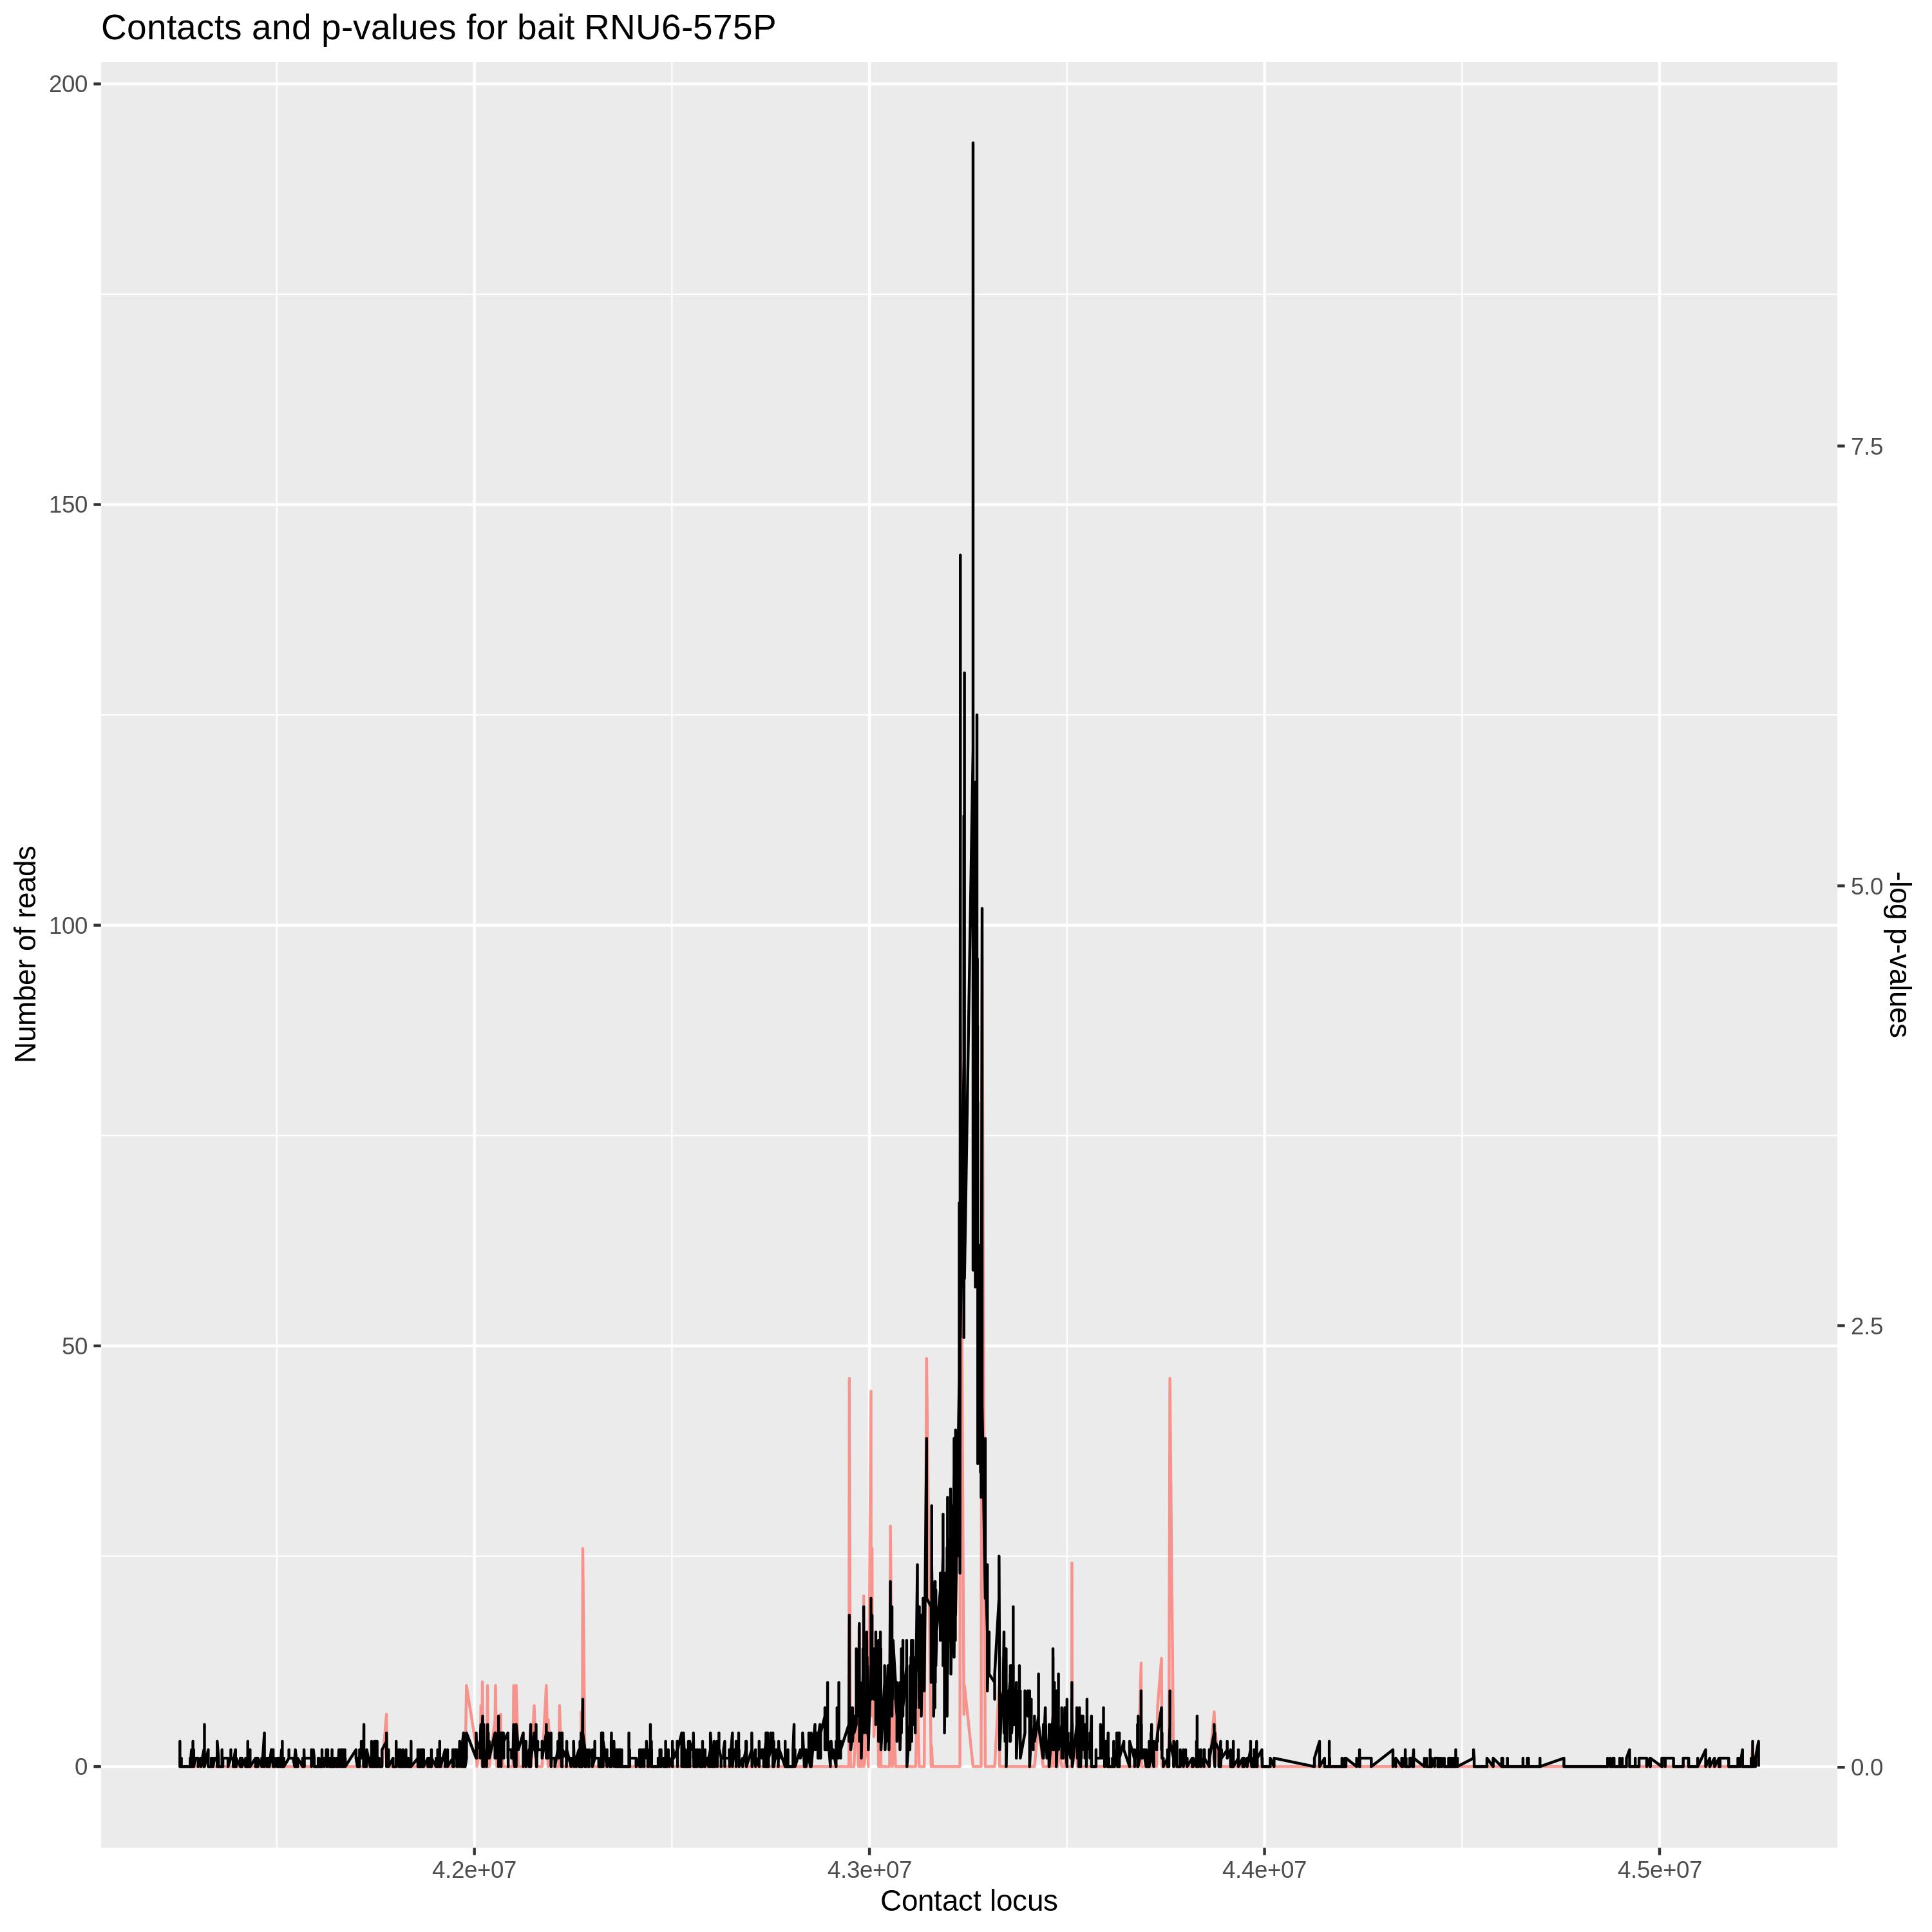 Contacts and p-values for bait RNU6-575P
200
150
100
50
0
Number of reads
7.5
5.0
2.5
0.0
-log p-values
4.2e+07
4.3e+07
4.4e+07
4.5e+07
Contact locus